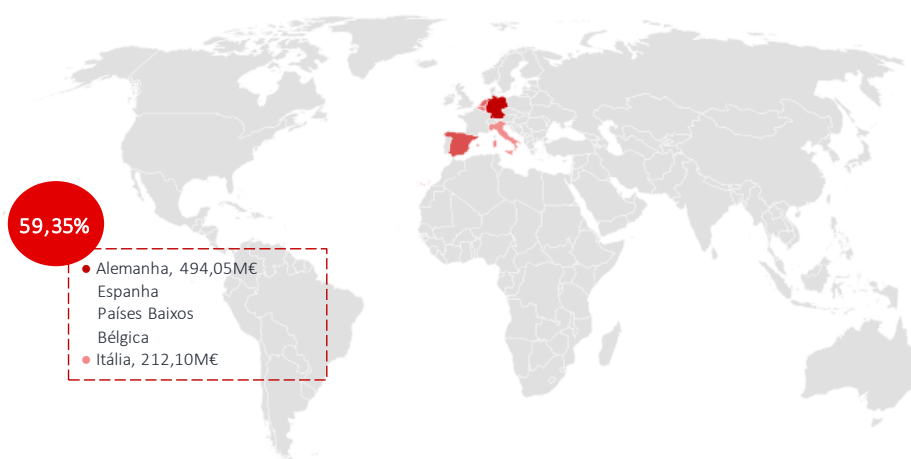 59,35%
Alemanha, 494,05M€
Espanha
Países Baixos
Bélgica
Itália, 212,10M€